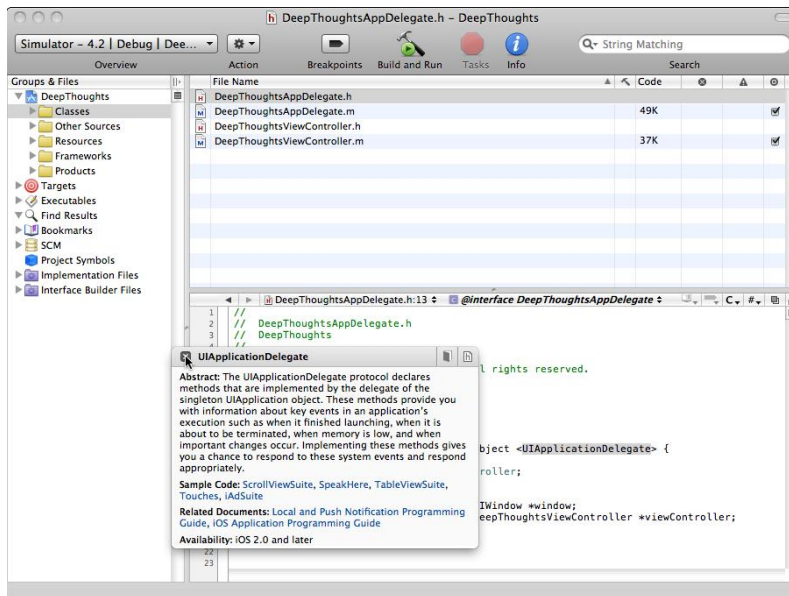 DeepThoughtsAppDelegate.h – DeepThoughts
Simulator – 4.2 | Debug | Dee...
String Matching
Overview
Action
Breakpoints
Build and Run
Tasks
Info
Search
Groups & Files
DeepThoughts
Classes
Other Sources
Resources
Frameworks
Products
Targets
Executables
Find Results
Bookmarks
SCM
Project Symbols
Implementation Files
Interface Builder Files
File Name
Code
DeepThoughtsAppDelegate.h
DeepThoughtsAppDelegate.m 49K
DeepThoughtsViewController.h
DeepThoughtsViewController.m 37K
DeepThoughtsAppDelegate.h:13 @interface DeepThoughtsAppDelegate C, #,
1 //
2 // DeepThoughtsAppDelegate.h
3 // DeepThoughts
4 //
l rights reserved.
bject <UIApplicationDelegate> {
roller;
IWindow *window;
eepThoughtsViewController *viewController;
22
23
UIApplicationDelegate
Abstract: The UIApplicationDelegate protocol declares
methods that are implemented by the delegate of the
singleton UIApplication object. These methods provide you
with information about key events in an application's
execution such as when it finished launching, when it is
about to be terminated, when memory is low, and when
important changes occur. Implementing these methods gives
you a chance to respond to these system events and respond
appropriately.
Sample Code: ScrollViewSuite, SpeakHere, TableViewSuite,
Touches, iAdSuite
Related Documents: Local and Push Notification Programming
Guide, iOS Application Programming Guide
Availability: iOS 2.0 and later